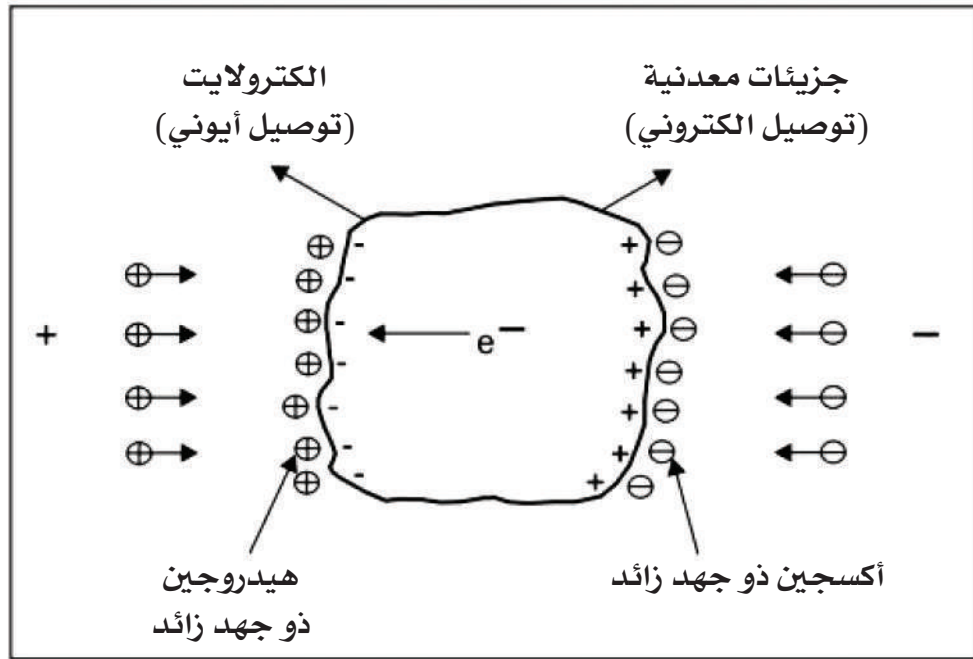 جزيئات معدنية
(توصيل الكتروني)
الكترولايت
(توصيل أيوني)
e−
أكسجين ذو جهد زائد
هيدروجين
ذو جهد زائد